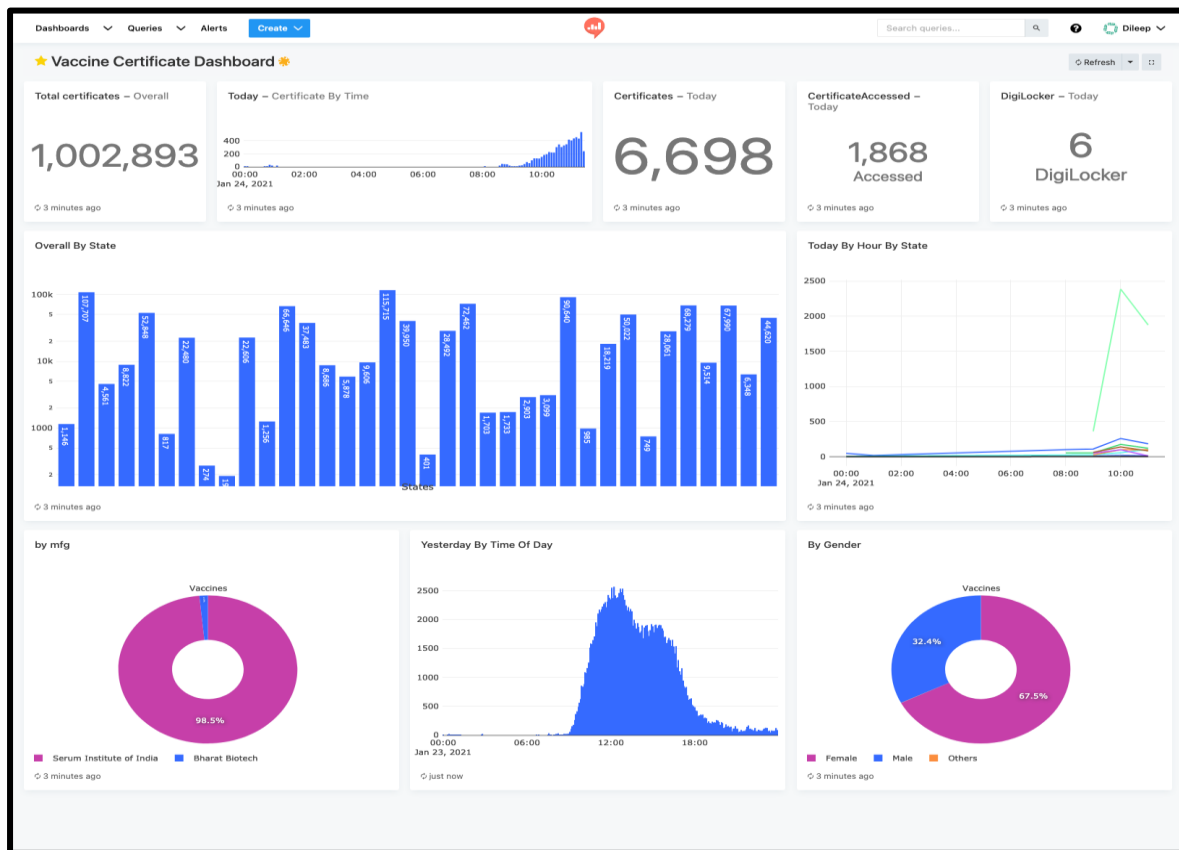 Dashboards Queries Alerts Create Search queries... Dileep
Vaccine Certificate Dashboard
Refresh
Total certificates – Overall
1,002,893
3 minutes ago
Today – Certificate By Time
400
200
0
00:00 02:00 04:00 06:00 08:00 10:00
Jan 24, 2021
3 minutes ago
Certificates – Today
6,698
3 minutes ago
CertificateAccessed –
Today
1,868
Accessed
3 minutes ago
DigiLocker – Today
6
DigiLocker
3 minutes ago
Overall By State
100k
5
2
10k
5
2
1000
5
2
1,146
107,707
4,561
8,822
52,848
817
22,480
274
19
22,606
1,256
66,646
37,483
8,686
5,878
9,606
115,715
39,950
401
28,492
72,462
1,703
1,733
2,903
3,099
90,640
985
18,219
50,022
749
28,061
68,279
9,514
67,990
6,348
44,620
States
3 minutes ago
Today By Hour By State
2500
2000
1500
1000
500
0
00:00 02:00 04:00 06:00 08:00 10:00
Jan 24, 2021
3 minutes ago
by mfg
Vaccines
98.5%
Serum Institute of India Bharat Biotech
3 minutes ago
Yesterday By Time Of Day
2500
2000
1500
1000
500
0
00:00 06:00 12:00 18:00
Jan 23, 2021
just now
By Gender
Vaccines
32.4%
67.5%
Female Male Others
3 minutes ago